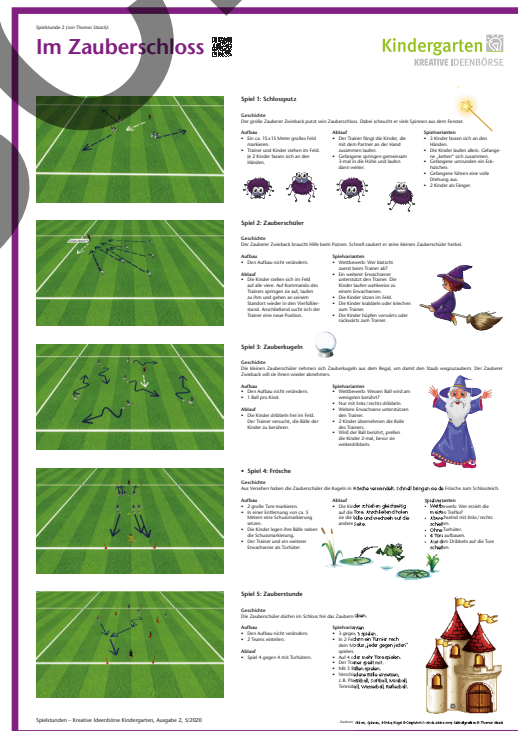 Spielstunde 2 (von Thomas Staack):
Im Zauberschloss
Kindergarten
KREATIVE IDEENBÖRSE
Spiel 1: Schlossputz
Geschichte
Der große Zauberer Zwieback putzt sein Zauberschloss. Dabei scheucht er viele Spinnen aus dem Fenster.
Aufbau
• Ein ca. 15 x 15 Meter großes Feld
markieren.
• Trainer und Kinder stehen im Feld.
Je 2 Kinder fassen sich an den
Händen.
Ablauf
• Der Trainer fängt die Kinder, die
mit dem Partner an der Hand
zusammen laufen.
• Gefangene springen gemeinsam
3-mal in die Höhe und laufen
dann weiter.
Spielvarianten
• 3 Kinder fassen sich an den
Händen.
• Die Kinder laufen allein. Gefange-
ne „ketten“ sich zusammen.
• Gefangene umrunden ein Eck-
hütchen.
• Gefangene führen eine volle
Drehung aus.
• 2 Kinder als Fänger.
Spiel 2: Zauberschüler
Geschichte
Der Zauberer Zwieback braucht Hilfe beim Putzen. Schnell zaubert er seine kleinen Zauberschüler herbei.
Aufbau
• Den Aufbau nicht verändern.
Ablauf
• Die Kinder stellen sich im Feld
auf alle viere. Auf Kommando des
Trainers springen sie auf, laufen
zu ihm und gehen an seinem
Standort wieder in den Vierfüßler-
stand. Anschließend sucht sich der
Trainer eine neue Position.
Spielvarianten
• Wettbewerb: Wer klatscht
zuerst beim Trainer ab?
• Ein weiterer Erwachsener
unterstützt den Trainer. Die
Kinder laufen wahlweise zu
einem Erwachsenen.
• Die Kinder sitzen im Feld.
• Die Kinder krabbeln oder kriechen
zum Trainer.
• Die Kinder hüpfen vorwärts oder
rückwärts zum Trainer.
Spiel 3: Zauberkugeln
Geschichte
Die kleinen Zauberschüler nehmen sich Zauberkugeln aus dem Regal, um damit den Staub wegzuzaubern. Der Zauberer
Zwieback will sie ihnen wieder abnehmen.
Aufbau
• Den Aufbau nicht verändern.
• 1 Ball pro Kind.
Ablauf
• Die Kinder dribbeln frei im Feld.
Der Trainer versucht, die Bälle der
Kinder zu berühren.
Spielvarianten
• Wettbewerb: Wessen Ball wird am
wenigsten berührt?
• Nur mit links/rechts dribbeln.
• Weitere Erwachsene unterstützen
den Trainer.
• 2 Kinder übernehmen die Rolle
des Trainers.
• Wird der Ball berührt, prellen
die Kinder 2-mal, bevor sie
weiterdribbeln.
• Spiel 4: Frösche
Geschichte
Aus Versehen haben die Zauberschüler die Kugeln in Frösche verwandelt. Schnell bringen sie die Frösche zum Schlossteich.
Aufbau
• 2 große Tore markieren.
• In einer Entfernung von ca. 5
Metern eine Schussmarkierung
setzen.
• Die Kinder legen ihre Bälle neben
die Schussmarkierung.
• Der Trainer und ein weiterer
Erwachsener als Torhüter.
Ablauf
• Die Kinder schießen gleichzeitig
auf die Tore. Anschließend holen
sie die Bälle und wechseln auf die
andere Seite.
Spielvarianten
• Wettbewerb: Wer erzielt die
meisten Treffer?
• Abwechselnd mit links/rechts
schießen.
• Ohne Torhüter.
• 4 Tore aufbauen.
• Aus dem Dribbeln auf die Tore
schießen.
Spiel 5: Zauberstunde
Geschichte
Die Zauberschüler dürfen im Schloss frei das Zaubern üben.
Aufbau
• Den Aufbau nicht verändern.
• 2 Teams einteilen.
Ablauf
• Spiel 4 gegen 4 mit Torhütern.
Spielvarianten
• 3 gegen 3 spielen.
• In 2 Feldern ein Turnier nach
dem Modus „Jeder gegen jeden“
spielen.
• Auf 4 oder mehr Tore spielen.
• Der Trainer spielt mit.
• Mit 3 Bällen spielen.
• Verschiedene Bälle einsetzen,
z. B. Plastikball, Softball, Miniball,
Tennisball, Wasserball, Reflexball.
Spielstunden – Kreative Ideenbörse Kindergarten, Ausgabe 2, 5/2020